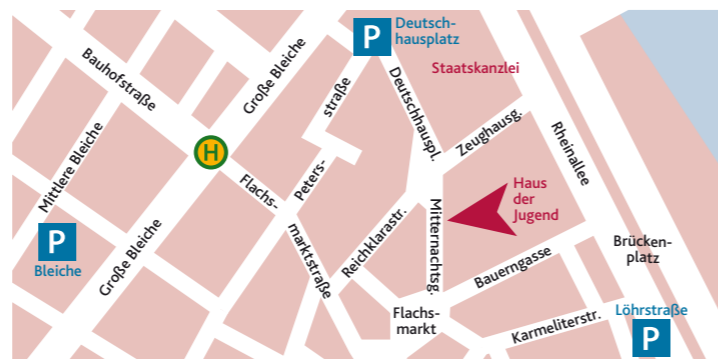 P
Deutsch-
hausplatz
Staatskanzlei
Bauhofstraße
Große Bleiche
straße
Deutschhauspl.
Zeughausg.
Rheinallee
Mittlere Bleiche
H
Flachs-
marktstraße
Peters-
Haus
der
Jugend
Mitternachtsg.
Reichklarastr.
P
Bleiche
Große Bleiche
Bauerngasse
Brücken-
platz
Flachs-
markt
Karmeliterstr.
Löhrstraße
P